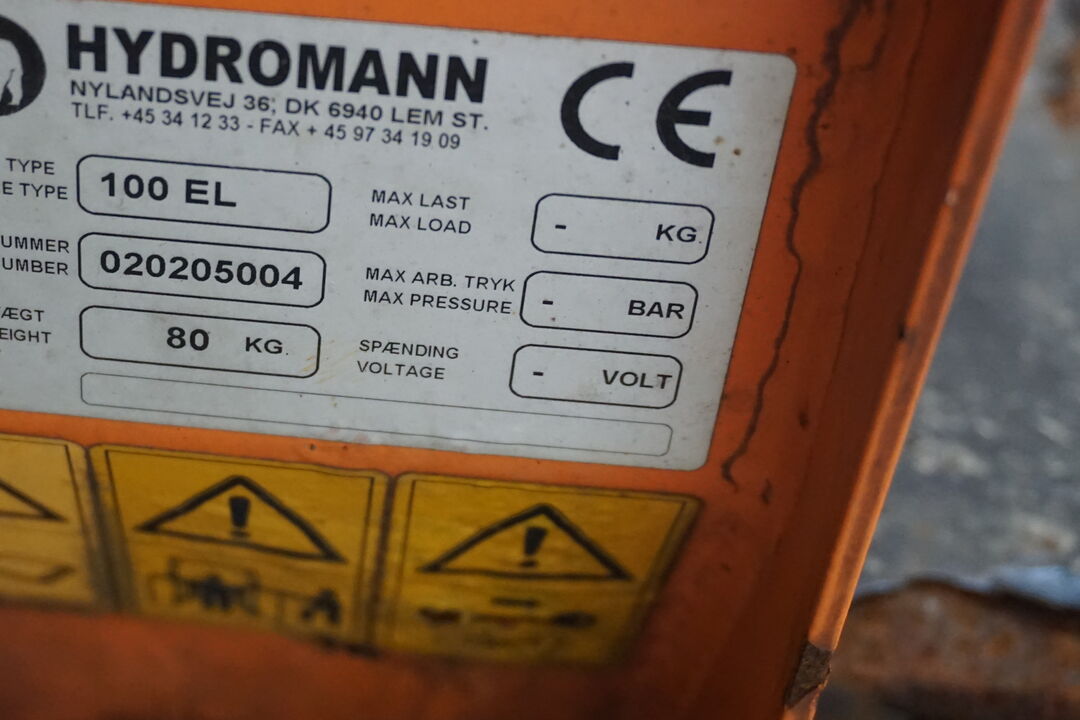 HYDROMANN
NYLANDSVEJ 36; DK 6940 LEM ST.
TLF. +45 34 12 33 - FAX + 45 97 34 19 09
CE
TYPE
E TYPE
100 EL
MAX LAST
MAX LOAD
- KG
UMMER
UMBER
020205004
MAX ARB. TRYK
MAX PRESSURE
- BAR
ÆGT
EIGHT
80 KG.
SPÆNDING
VOLTAGE
- VOLT